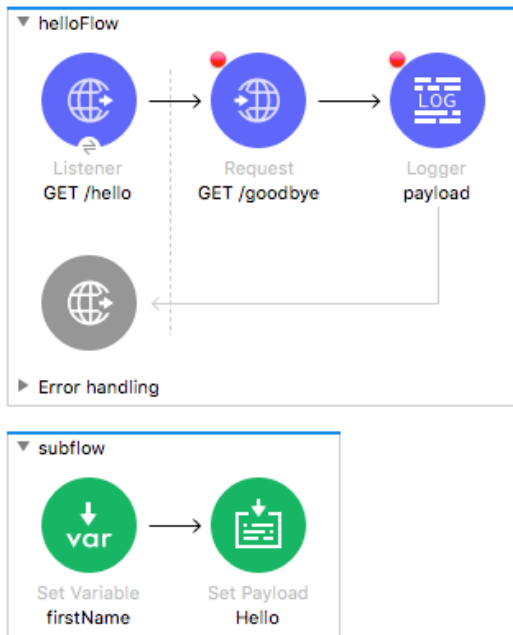 helloFlow
LOG
Listener Request Logger
GET /hello GET /goodbye payload
Error handling
subflow
var
Set Variable Set Payload
firstName Hello